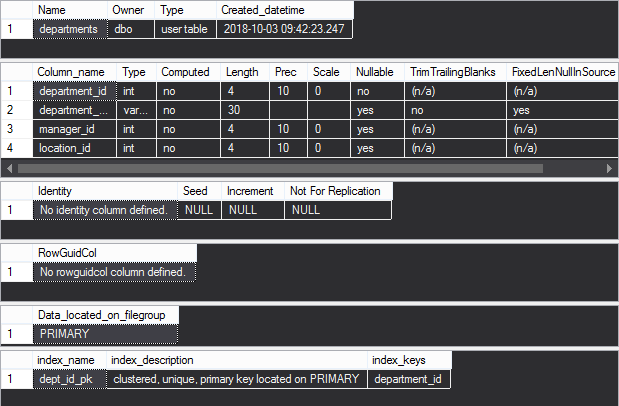 Name Owner Type Created_datetime
1 departments dbo user table 2018-10-03 09:42:23.247
Column_name Type Computed Length Prec Scale Nullable TrimTrailingBlanks FixedLenNullInSource
1 department_id int no 4 10 0 no (n/a) (n/a)
2 department_... var... no 30 yes no yes
3 manager_id int no 4 10 0 yes (n/a) (n/a)
4 location_id int no 4 10 0 yes (n/a) (n/a)
Identity Seed Increment Not For Replication
1 No identity column defined. NULL NULL NULL
RowGuidCol
1 No rowguidcol column defined.
Data_located_on_filegroup
1 PRIMARY
index_name index_description index_keys
1 dept_id_pk clustered, unique, primary key located on PRIMARY department_id